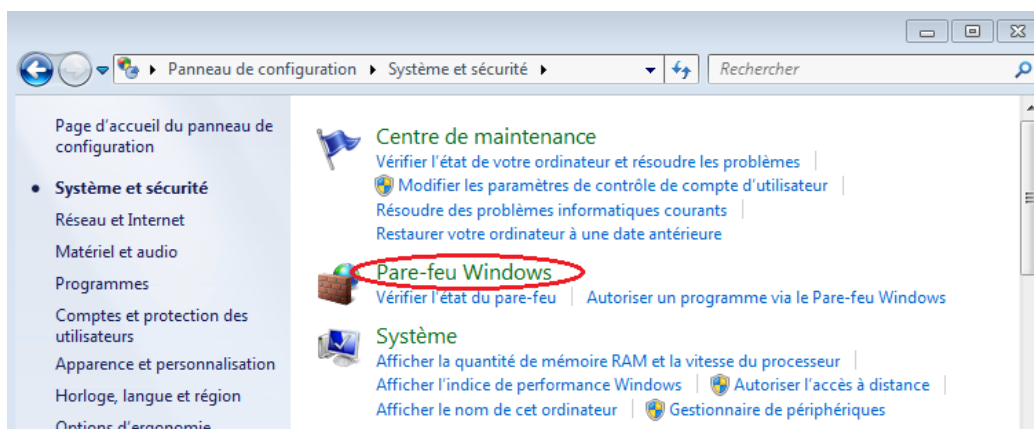 Panneau de configuration Système et sécurité Rechercher
Page d'accueil du panneau de
configuration
Système et sécurité
Réseau et Internet
Matériel et audio
Programmes
Comptes et protection des
utilisateurs
Apparence et personnalisation
Horloge, langue et région
Options d'ergonomie
Centre de maintenance
Vérifier l'état de votre ordinateur et résoudre les problèmes
Modifier les paramètres de contrôle de compte d'utilisateur
Résoudre des problèmes informatiques courants
Restaurer votre ordinateur à une date antérieure
Pare-feu Windows
Vérifier l'état du pare-feu Autoriser un programme via le Pare-feu Windows
Système
Afficher la quantité de mémoire RAM et la vitesse du processeur
Afficher l'indice de performance Windows Autoriser l'accès à distance
Afficher le nom de cet ordinateur Gestionnaire de périphériques